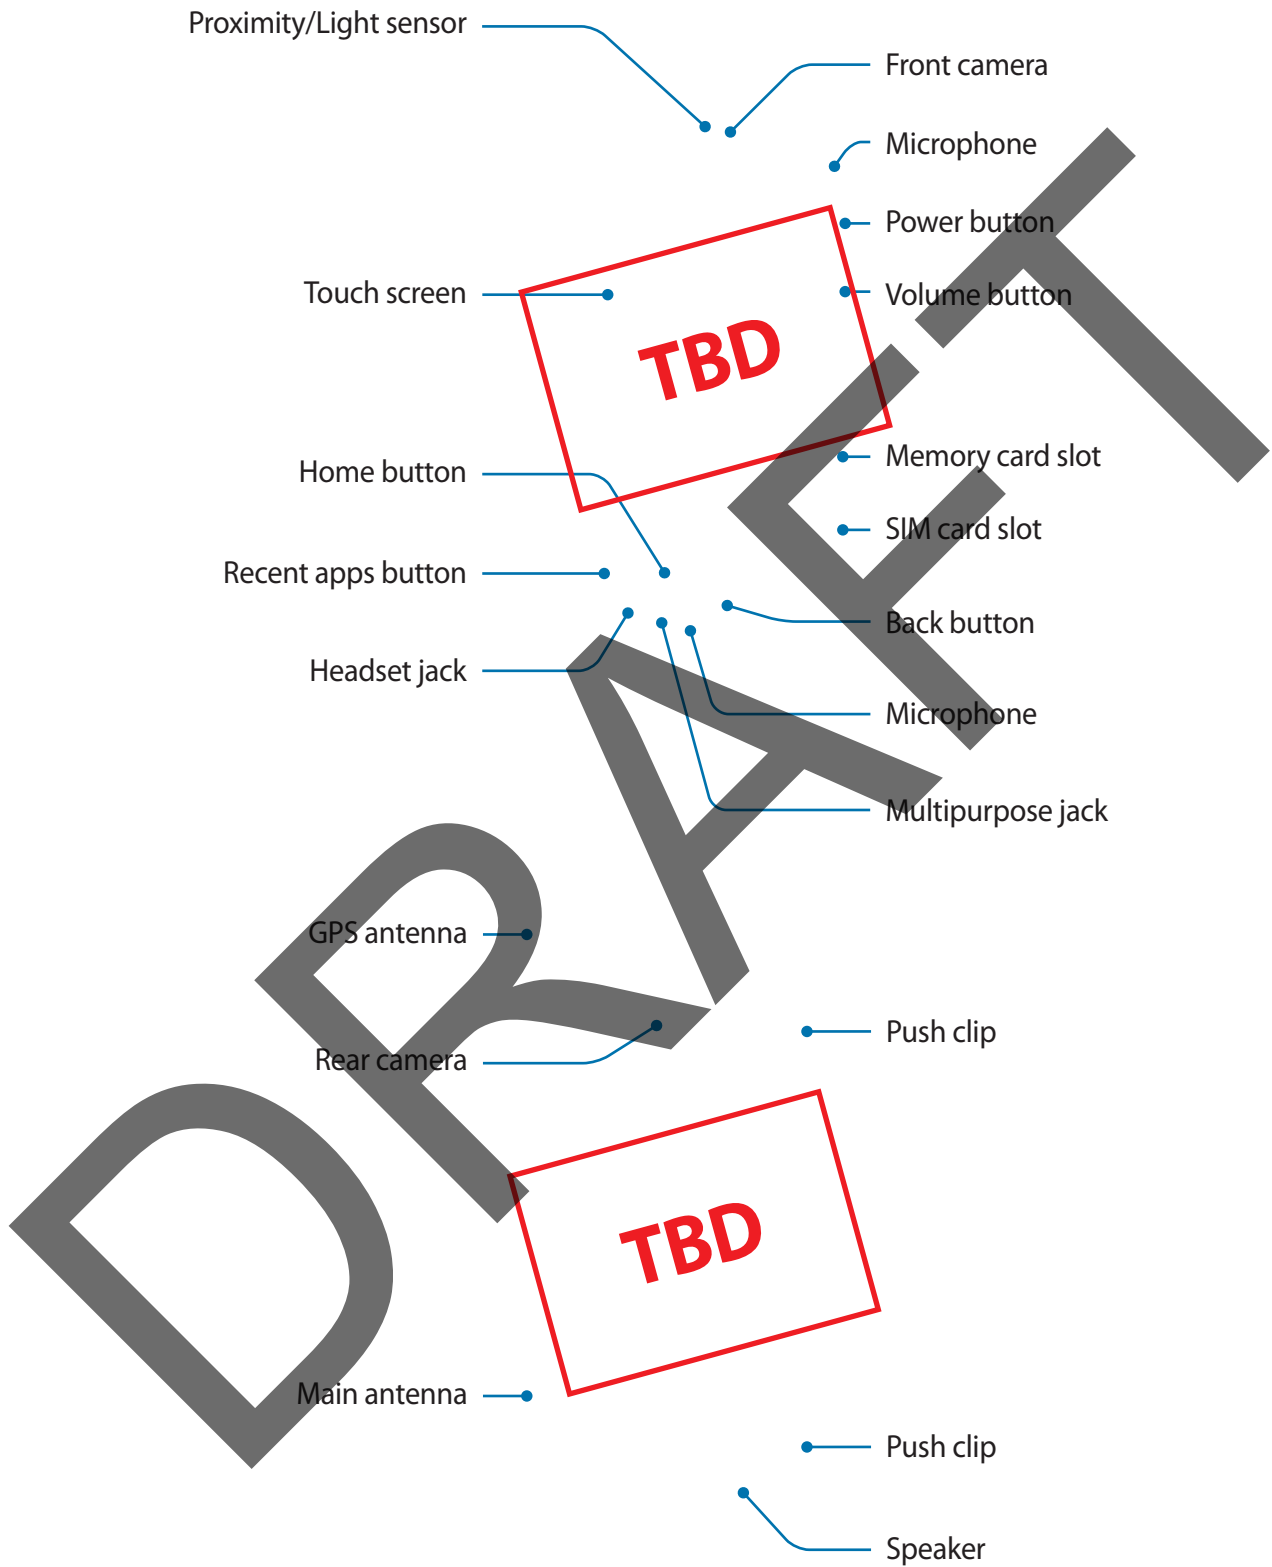 Proximity/Light sensor
Front camera
Microphone
Power button
Touch screen
Volume button
TBD
Memory card slot
Home button
SIM card slot
Recent apps button
Back button
Headset jack
Microphone
Multipurpose jack
GPS antenna
Push clip
Rear camera
TBD
Main antenna
Push clip
Speaker
DRAFT